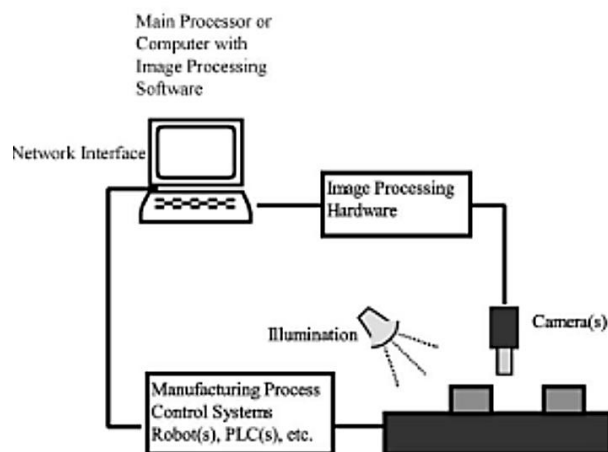 Main Processor or
Computer with
Image Processing
Software
Network Interface
Image Processing
Hardware
Illumination
Camera(s)
Manufacturing Process
Control Systems
Robot(s), PLC(s), etc.